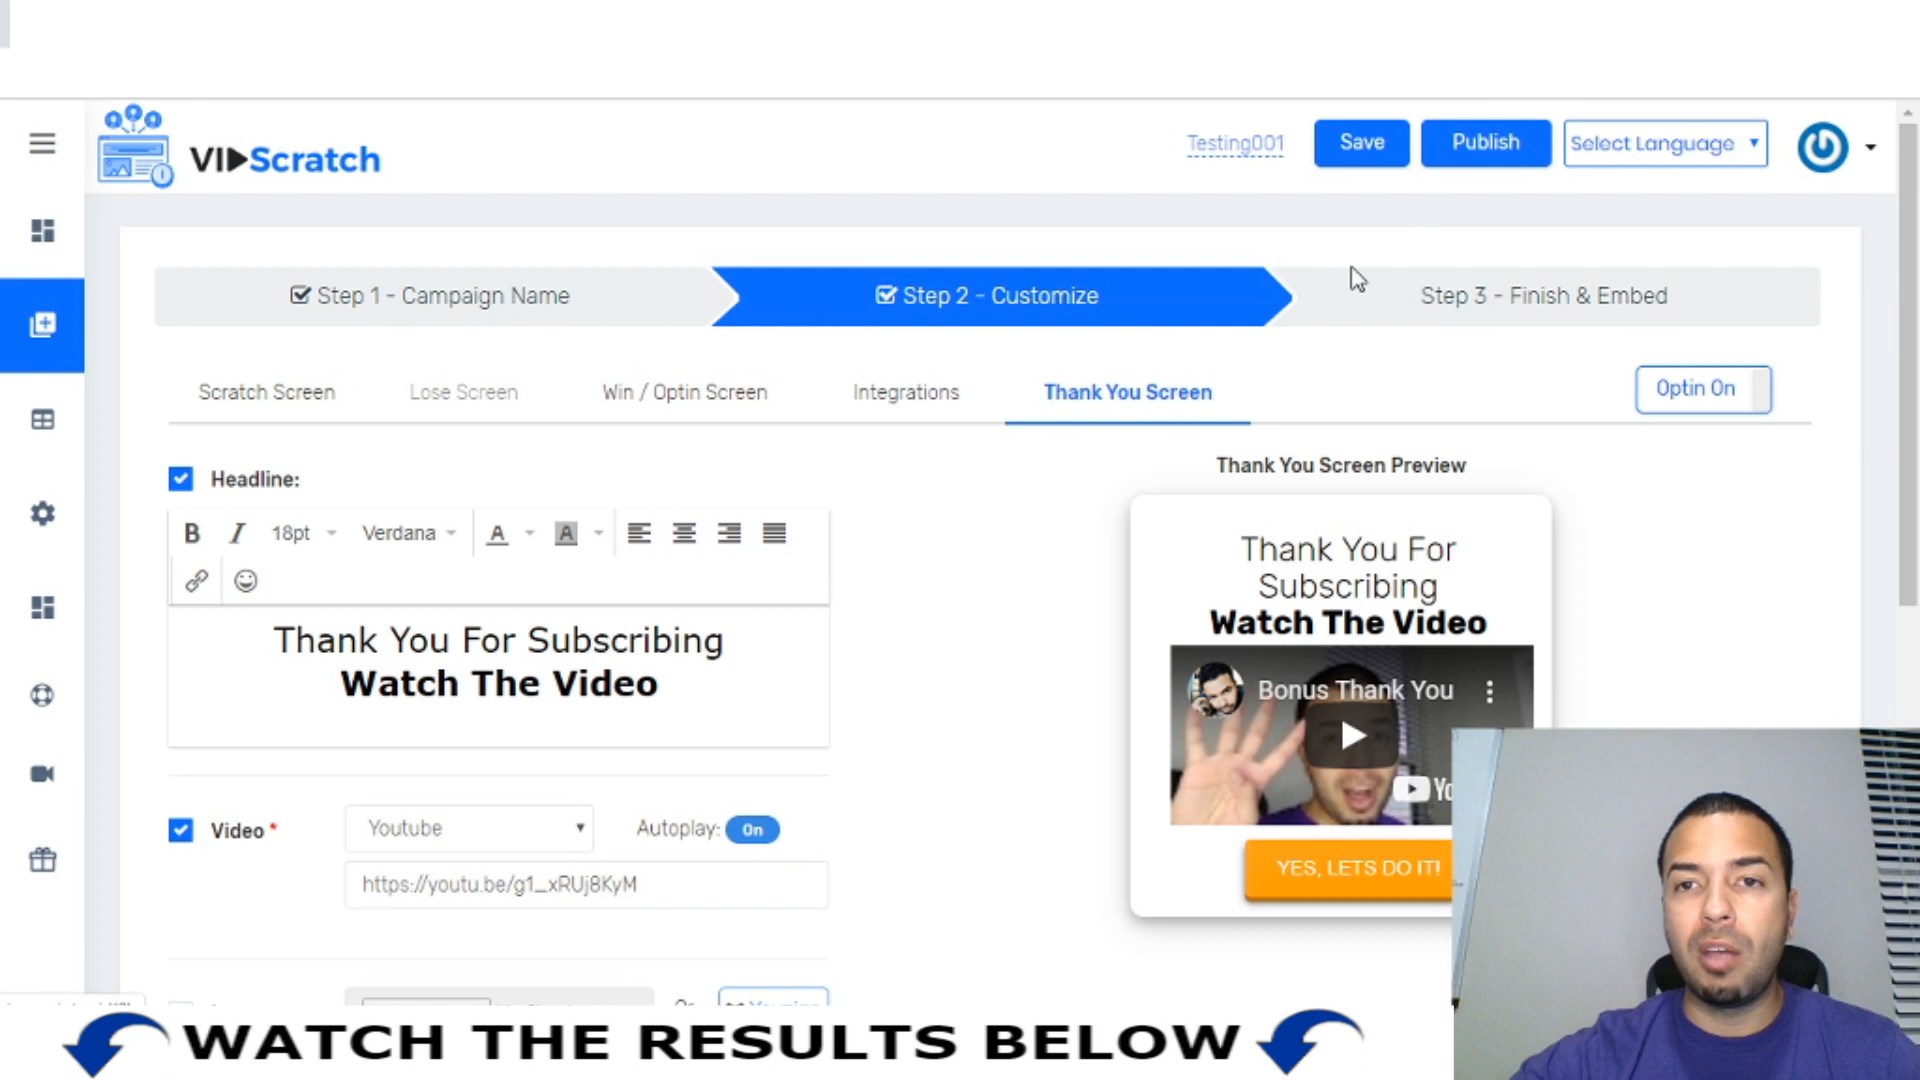 VIDScratch
Testing001
Save
Publish
Select Language
Step 1 - Campaign Name
Step 2 - Customize
Step 3 - Finish & Embed
Scratch Screen
Lose Screen
Win / Optin Screen
Integrations
Thank You Screen
Optin On
Headline:
B I 18pt Verdana A A
Thank You For Subscribing
Watch The Video
Video *
Youtube
Autoplay: On
https://youtu.be/g1_xRUj8KyM
Or
Thank You Screen Preview
Thank You For
Subscribing
Watch The Video
Bonus Thank You
YES, LETS DO IT!
WATCH THE RESULTS BELOW